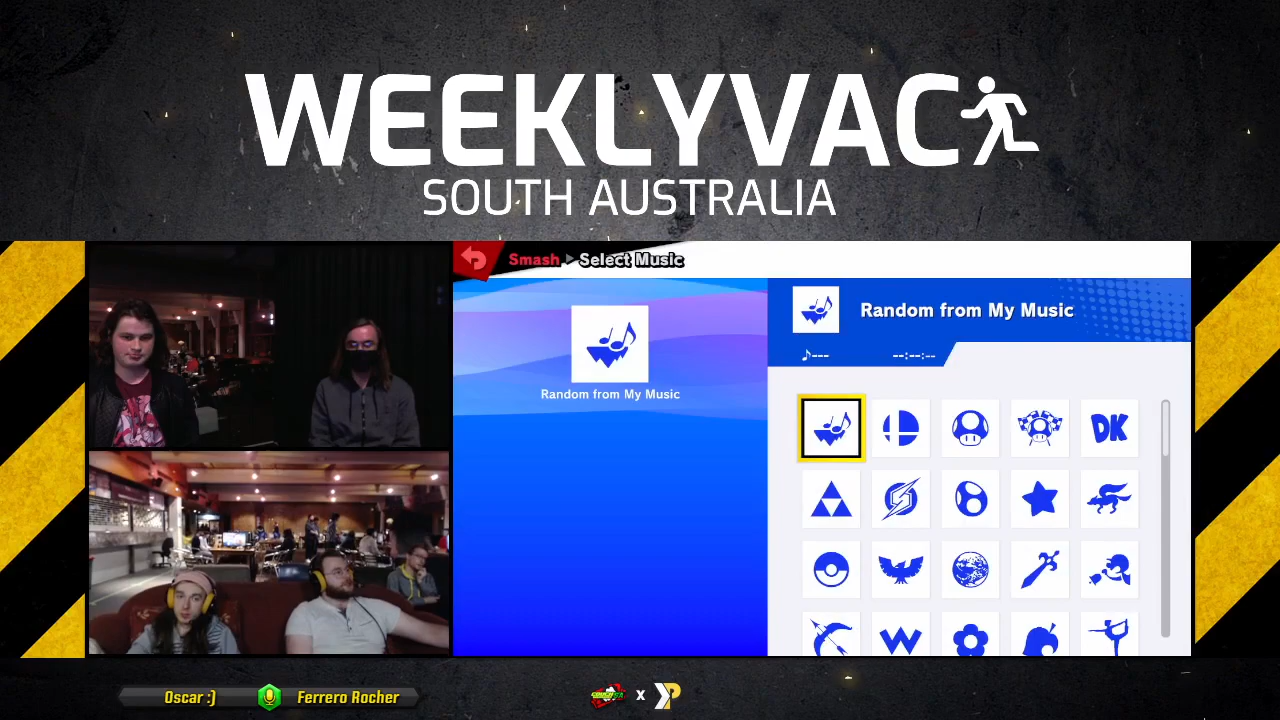 WEEKLYVAC
SOUTH AUSTRALIA
Smash ▶ Select Music
Random from My Music
Random from My Music
♪--- --:--:--
DK
Oscar :)
Ferrero Rocher
X